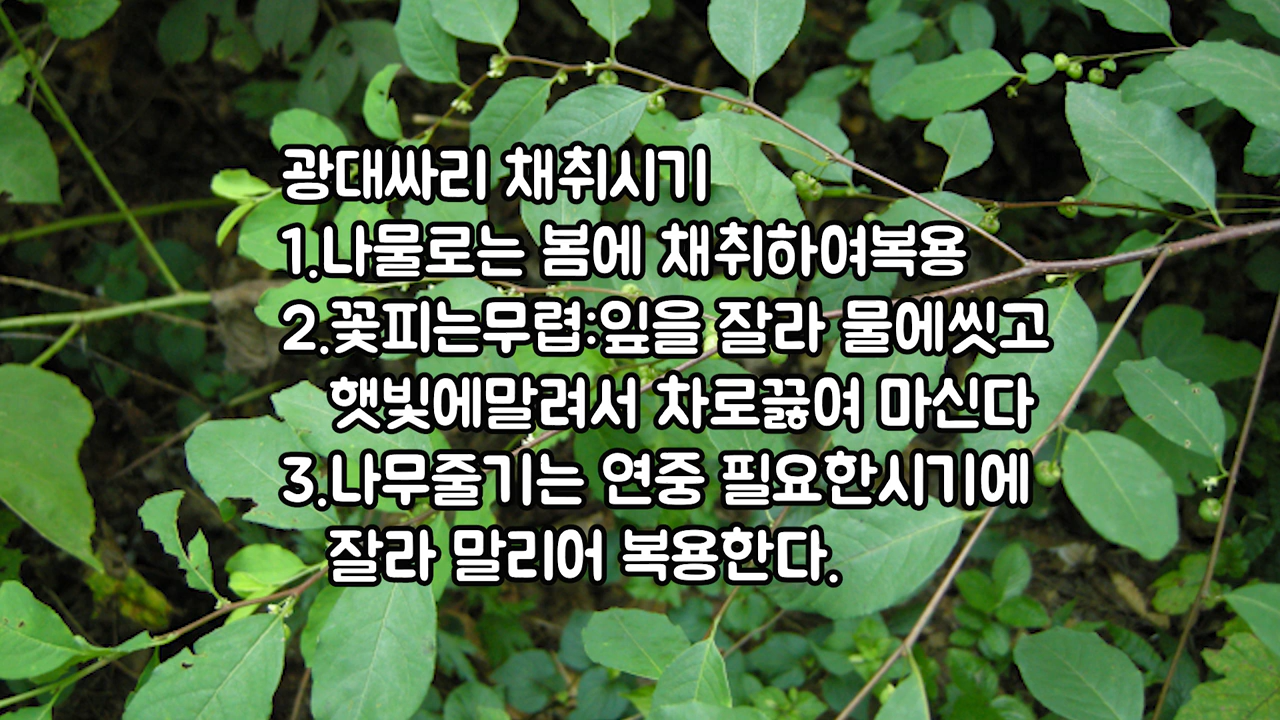 광대싸리 채취시기
1.나물로는 봄에 채취하여복용
2.꽃피는무렵:잎을 잘라 물에씻고
햇빛에말려서 차로끓여 마신다
3.나무줄기는 연중 필요한시기에
잘라 말리어 복용한다.